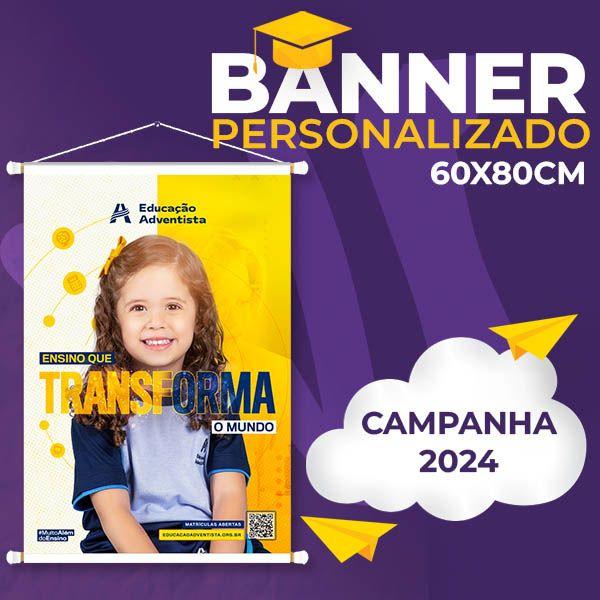 BANNER
PERSONALIZADO
60X80CM
Educação
Adventista
ENSINO QUE
TRANSFORMA
O MUNDO
CAMPANHA
2024
MATRÍCULAS ABERTAS
EDUCACAOADVENTISTA.ORG.BR
#MuitoAlém
doEnsino